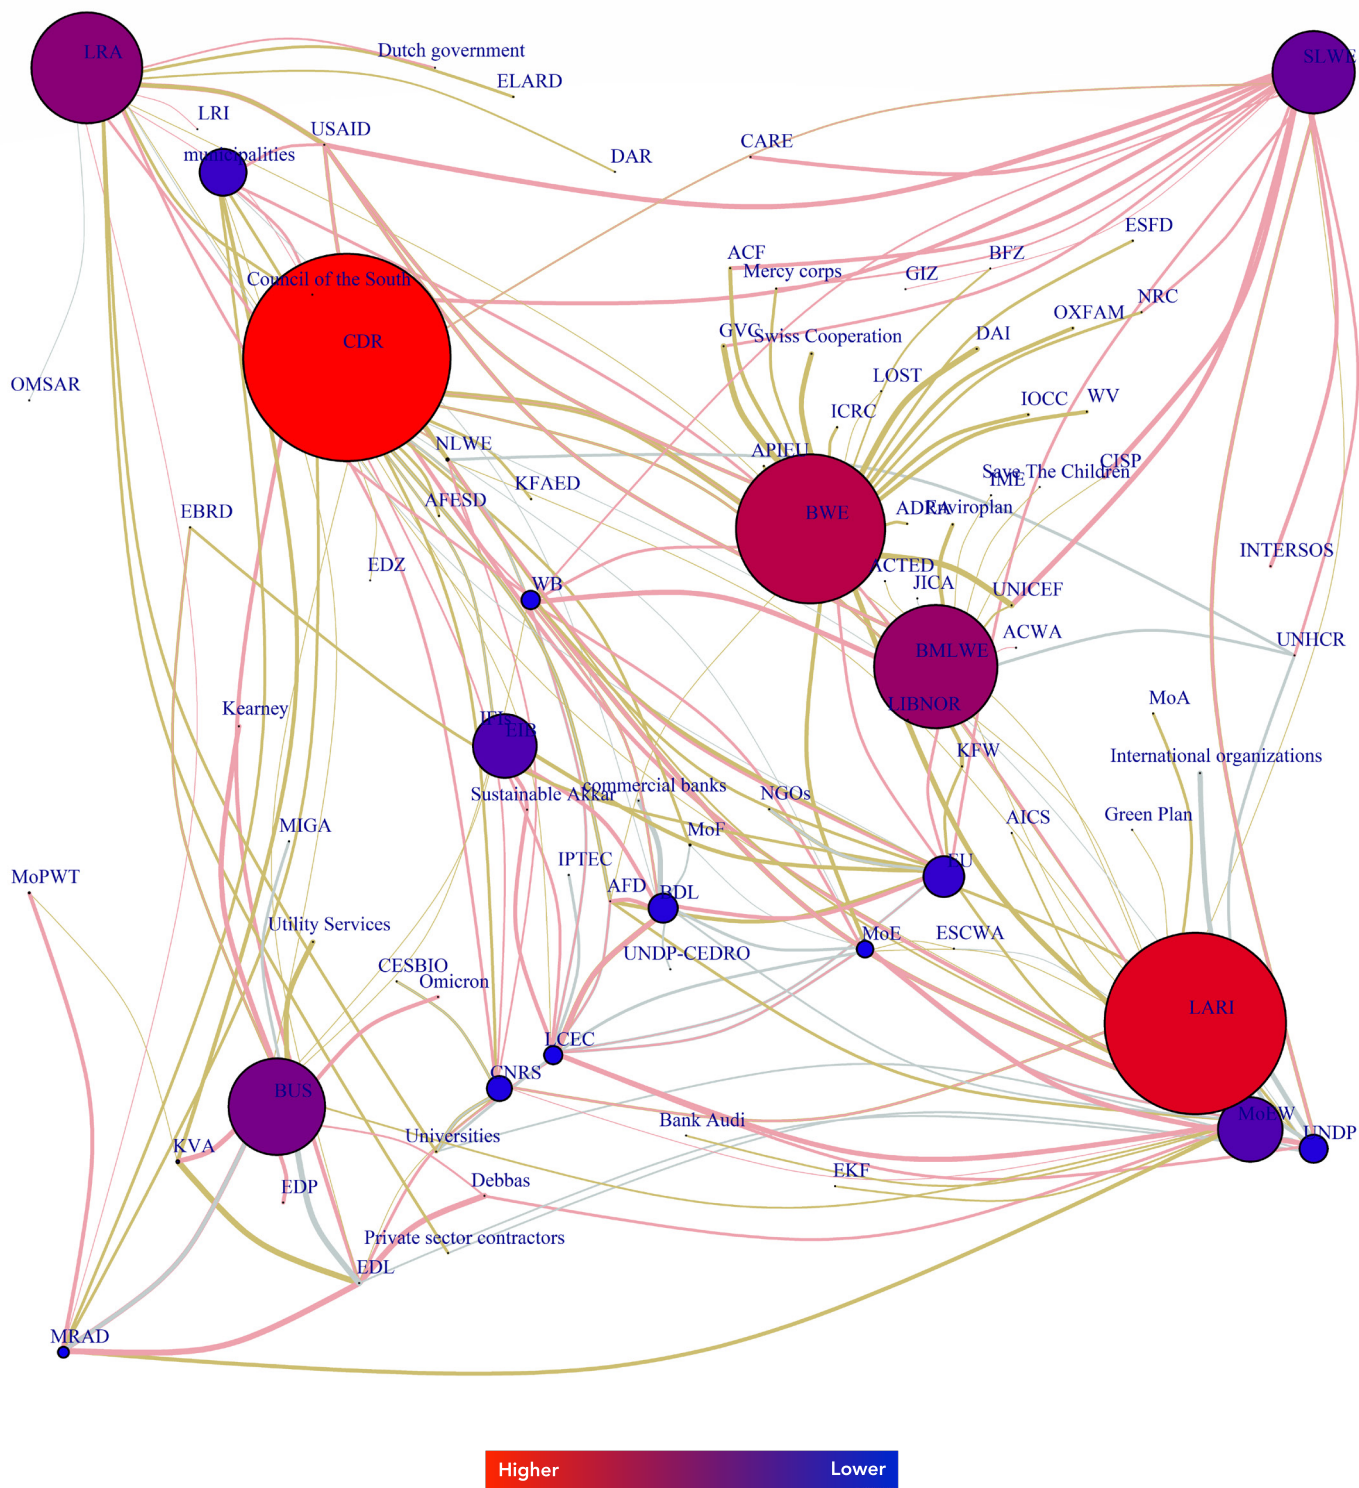 LRA
SLWE
Dutch government
ELARD
LRI
USAID
CARE
municipalities
DAR
ESFD
ACF
BFZ
Mercy corps
GIZ
Council of the South
NRC
OXFAM
GVC
Swiss Cooperation
DAI
CDR
LOST
OMSAR
IOCC
WV
ICRC
NLWE
APIEU
CISP
Save The Children
IME
KFAED
AFESD
EBRD
BWE
ADRA
Enviroplan
INTERSOS
EDZ
ACTED
WB
JICA
UNICEF
ACWA
UNHCR
BMLWE
MoA
LIBNOR
Kearney
IFIs
EIB
KFW
International organizations
commercial banks
Sustainable Akkar
NGOs
Green Plan
AICS
MIGA
MoF
IPTEC
EU
MoPWT
AFD
BDL
Utility Services
MoE
ESCWA
UNDP-CEDRO
CESBIO
Omicron
LARI
LCEC
CNRS
BUS
MoEW
Bank Audi
UNDP
Universities
KVA
EKF
Debbas
EDP
Private sector contractors
EDL
MRAD
Higher
Lower